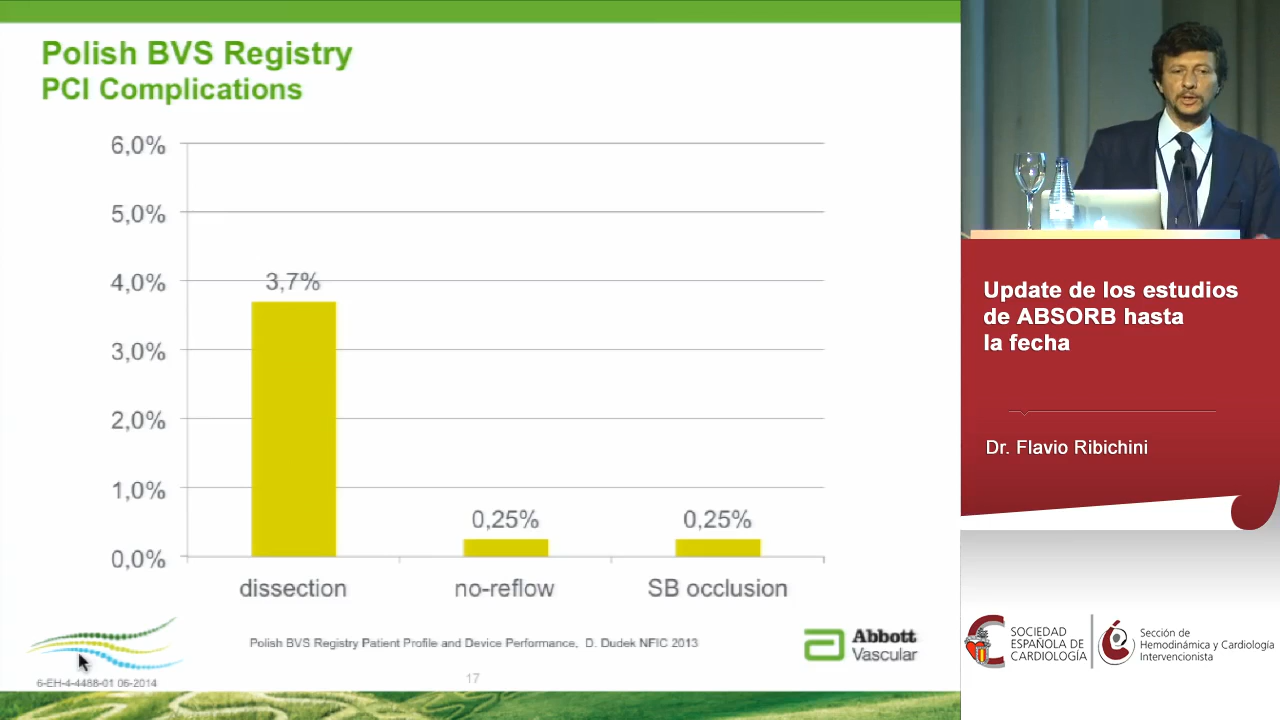 Polish BVS Registry
PCI Complications
6,0%
5,0%
4,0%
3,0%
2,0%
1,0%
0,0%
3,7%
0,25%
0,25%
dissection
no-reflow
SB occlusion
Polish BVS Registry Patient Profile and Device Performance, D. Dudek NFIC 2013
Abbott
Vascular
6-EH-4-4488-01 06-2014
17
Update de los estudios
de ABSORB hasta
la fecha
Dr. Flavio Ribichini
SOCIEDAD
ESPAÑOLA DE
CARDIOLOGÍA
Sección de
Hemodinámica y Cardiología
Intervencionista